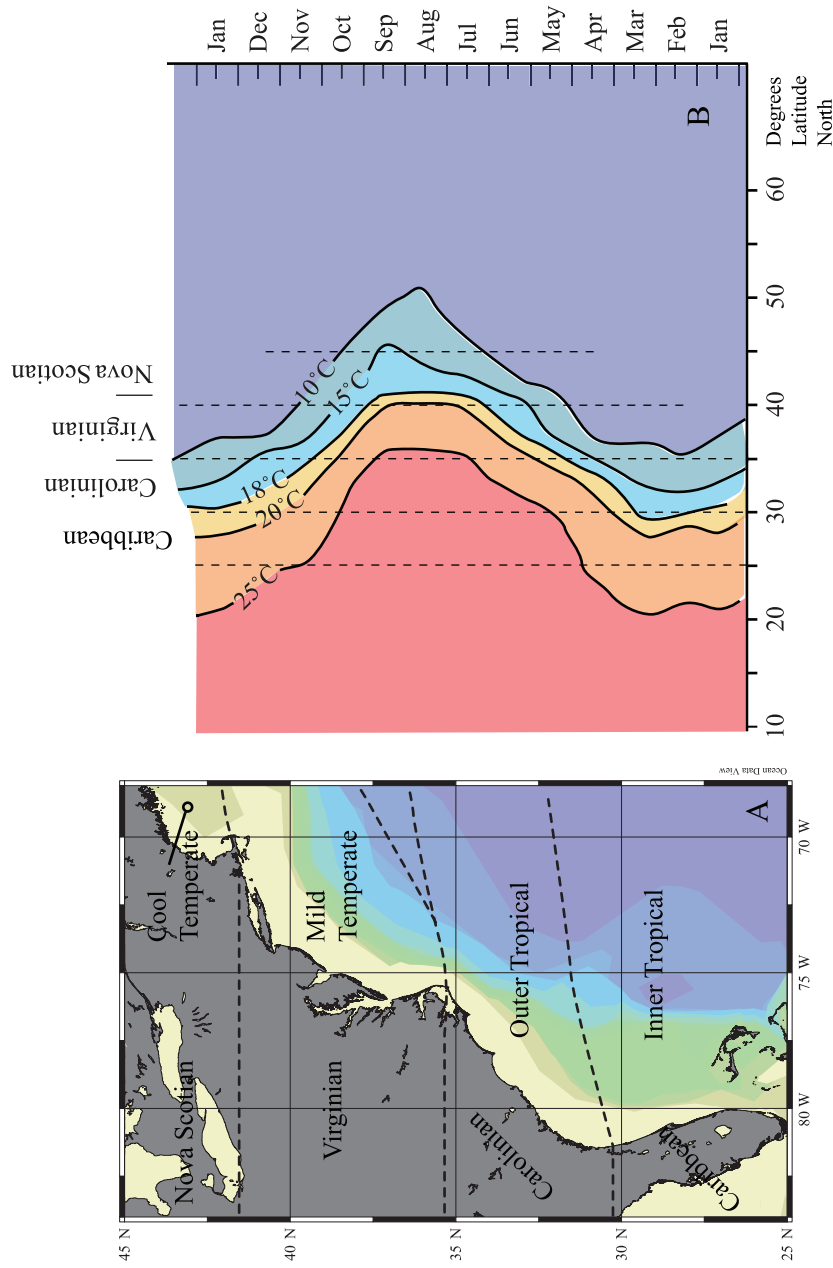 Jan
Dec
Nov
Oct
Sep
Aug
Jul
Jun
May
Apr
Mar
Feb
Jan
B
Degrees
Latitude
North
60
50
40
30
20
10
Nova Scotian
Virginian
Carolinian
Caribbean
10°C
15°C
18°C
20°C
25°C
Ocean Data View
A
Cool
Temperate
Mild
Temperate
Outer Tropical
Inner Tropical
Nova Scotian
Virginian
Carolinian
Caribbean
70 W
75 W
80 W
45 N
40 N
35 N
30 N
25 N